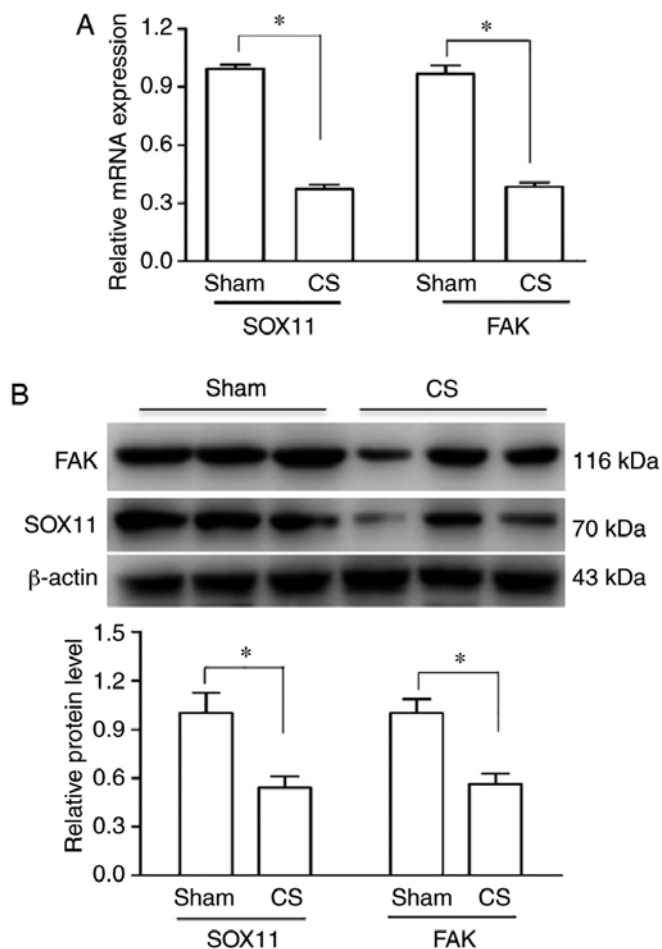 A
Relative mRNA expression
1.2
*
*
0.9
0.6
0.3
0.0
Sham CS Sham CS
SOX11 FAK
B
Sham CS
FAK 116 kDa
SOX11 70 kDa
β-actin 43 kDa
Relative protein level
1.5
*
*
1.2
0.9
0.6
0.3
0.0
Sham CS Sham CS
SOX11 FAK